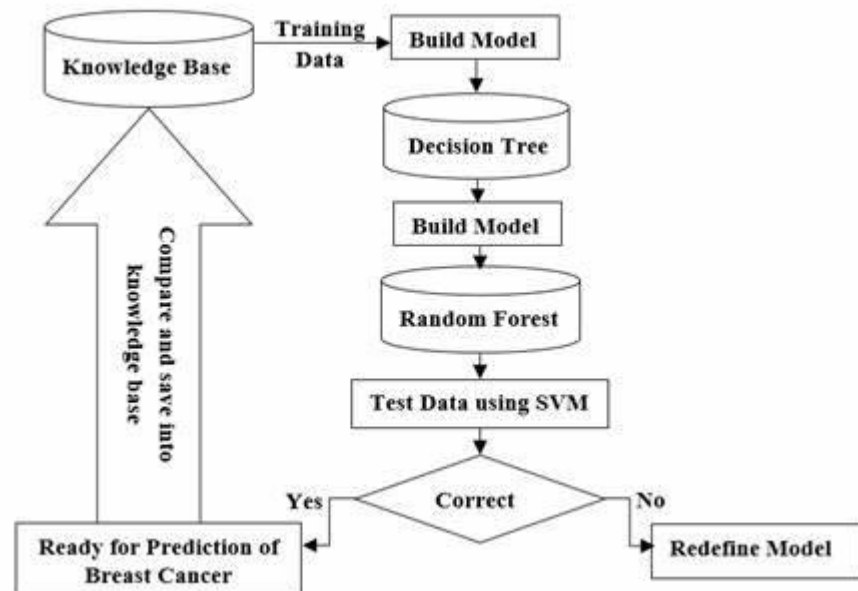 Knowledge Base
Training
Data
Build Model
Decision Tree
Build Model
Random Forest
Test Data using SVM
Correct
Yes
No
Ready for Prediction of
Breast Cancer
Redefine Model
Compare and save into
knowledge base